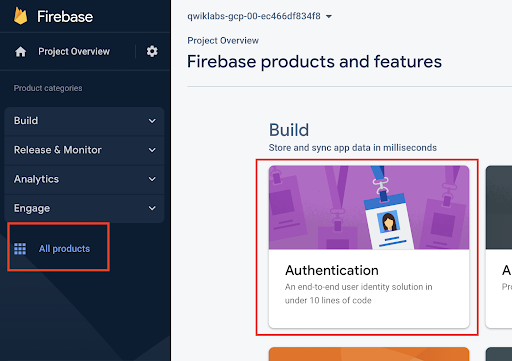 Firebase
Project Overview
Product categories
Build
Release & Monitor
Analytics
Engage
All products
qwiklabs-gcp-00-ec466df834f8
Project Overview
Firebase products and features
Build
Store and sync app data in milliseconds
Authentication
An end-to-end user identity solution in
under 10 lines of code
A
Pro